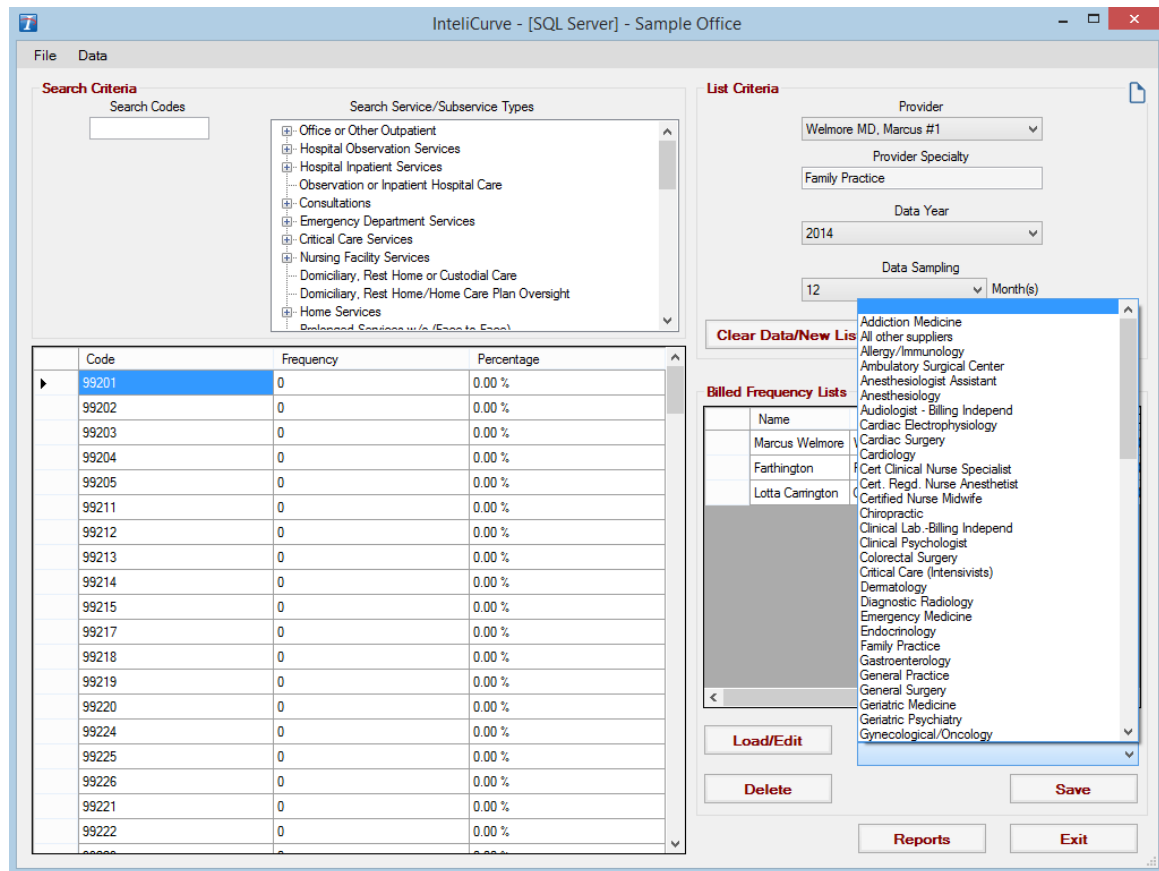 InteliCurve - [SQL Server] - Sample Office
File Data
Search Criteria
Search Codes
Search Service/Subservice Types
Office or Other Outpatient
Hospital Observation Services
Hospital Inpatient Services
Observation or Inpatient Hospital Care
Consultations
Emergency Department Services
Critical Care Services
Nursing Facility Services
Domiciliary, Rest Home or Custodial Care
Domiciliary, Rest Home/Home Care Plan Oversight
Home Services
Prolonged Services w/o (Face to Face)
List Criteria
Provider
Welmore MD, Marcus #1
Provider Specialty
Family Practice
Data Year
2014
Data Sampling
12 Month(s)
Clear Data/New Lis
Code Frequency Percentage
99201 0 0.00 %
99202 0 0.00 %
99203 0 0.00 %
99204 0 0.00 %
99205 0 0.00 %
99211 0 0.00 %
99212 0 0.00 %
99213 0 0.00 %
99214 0 0.00 %
99215 0 0.00 %
99217 0 0.00 %
99218 0 0.00 %
99219 0 0.00 %
99220 0 0.00 %
99224 0 0.00 %
99225 0 0.00 %
99226 0 0.00 %
99221 0 0.00 %
99222 0 0.00 %
Billed Frequency Lists
Name
Marcus Welmore
Farthington
Lotta Carrington
Addiction Medicine
All other suppliers
Allergy/Immunology
Ambulatory Surgical Center
Anesthesiologist Assistant
Anesthesiology
Audiologist - Billing Independ
Cardiac Electrophysiology
Cardiac Surgery
Cardiology
Cert Clinical Nurse Specialist
Cert. Regd. Nurse Anesthetist
Certified Nurse Midwife
Chiropractic
Clinical Lab.-Billing Independ
Clinical Psychologist
Colorectal Surgery
Critical Care (Intensivists)
Dermatology
Diagnostic Radiology
Emergency Medicine
Endocrinology
Family Practice
Gastroenterology
General Practice
General Surgery
Geriatric Medicine
Geriatric Psychiatry
Gynecological/Oncology
Load/Edit
Delete
Save
Reports
Exit